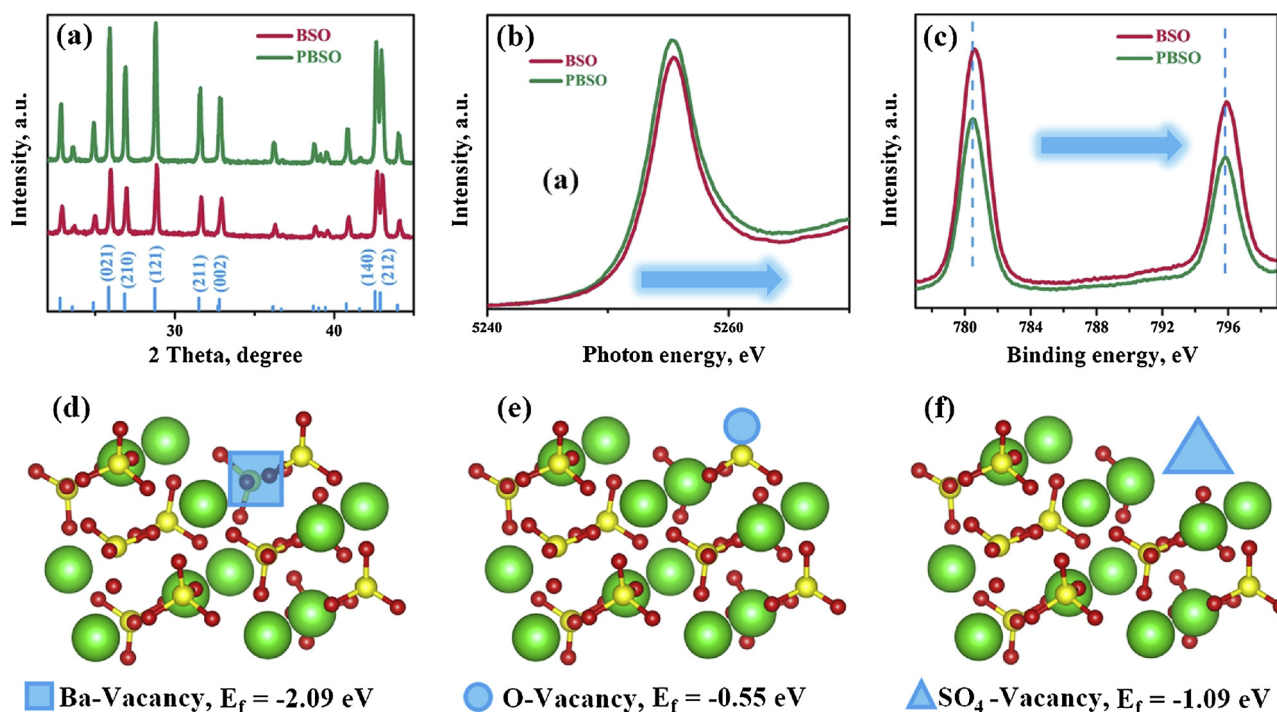 (a)
BSO
PBSO
Intensity, a.u.
(021)
(210)
(121)
(211)
(002)
(140)
(212)
30
40
2 Theta, degree
(b)
BSO
PBSO
Intensity, a.u.
(a)
5240
5260
Photon energy, eV
(c)
BSO
PBSO
Intensity, a.u.
780
784
788
792
796
Binding energy, eV
(d)
Ba-Vacancy, Ef = -2.09 eV
(e)
O-Vacancy, Ef = -0.55 eV
(f)
SO4-Vacancy, Ef = -1.09 eV